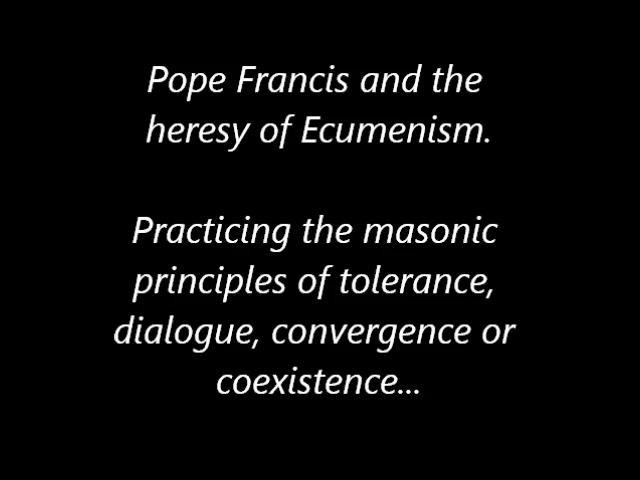 Pope Francis and the
heresy of Ecumenism.
Practicing the masonic
principles of tolerance,
dialogue, convergence or
coexistence...